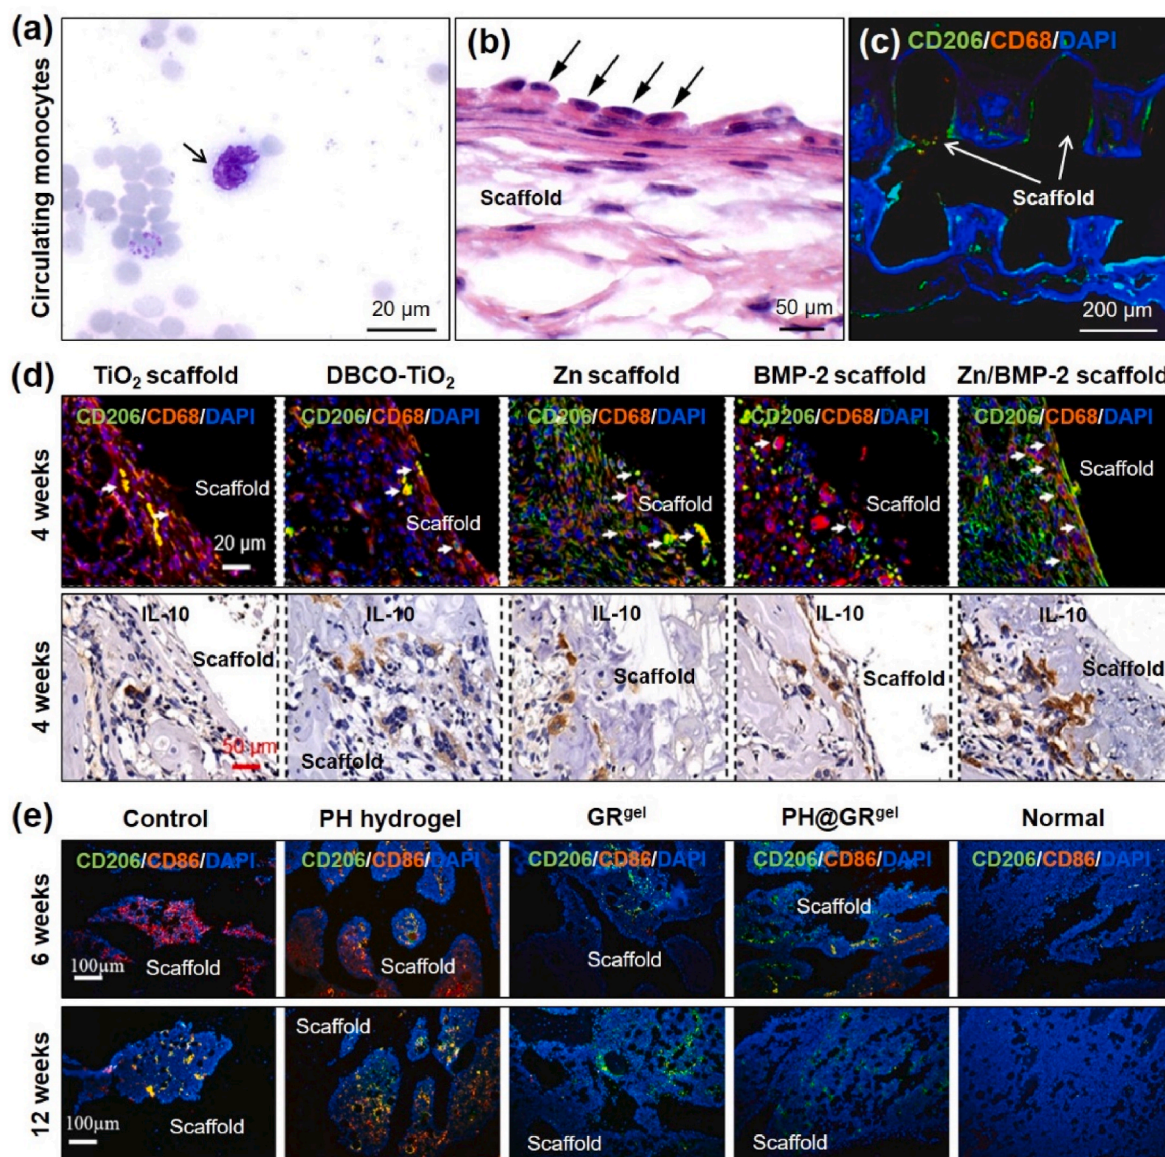 (a)
Circulating monocytes
20 µm
(b)
Scaffold
50 µm
(c)
CD206/CD68/DAPI
Scaffold
200 µm
(d)
TiO₂ scaffold
DBCO-TiO₂
Zn scaffold
BMP-2 scaffold
Zn/BMP-2 scaffold
4 weeks
CD206/CD68/DAPI
CD206/CD68/DAPI
CD206/CD68/DAPI
CD206/CD68/DAPI
CD206/CD68/DAPI
Scaffold
Scaffold
Scaffold
Scaffold
Scaffold
20 µm
4 weeks
IL-10
IL-10
IL-10
IL-10
IL-10
Scaffold
Scaffold
Scaffold
Scaffold
Scaffold
50 µm
(e)
Control
PH hydrogel
GRᵍᵉˡ
PH@GRᵍᵉˡ
Normal
6 weeks
CD206/CD86/DAPI
CD206/CD86/DAPI
CD206/CD86/DAPI
CD206/CD86/DAPI
CD206/CD86/DAPI
Scaffold
Scaffold
Scaffold
Scaffold
100µm
12 weeks
Scaffold
Scaffold
Scaffold
Scaffold
100µm